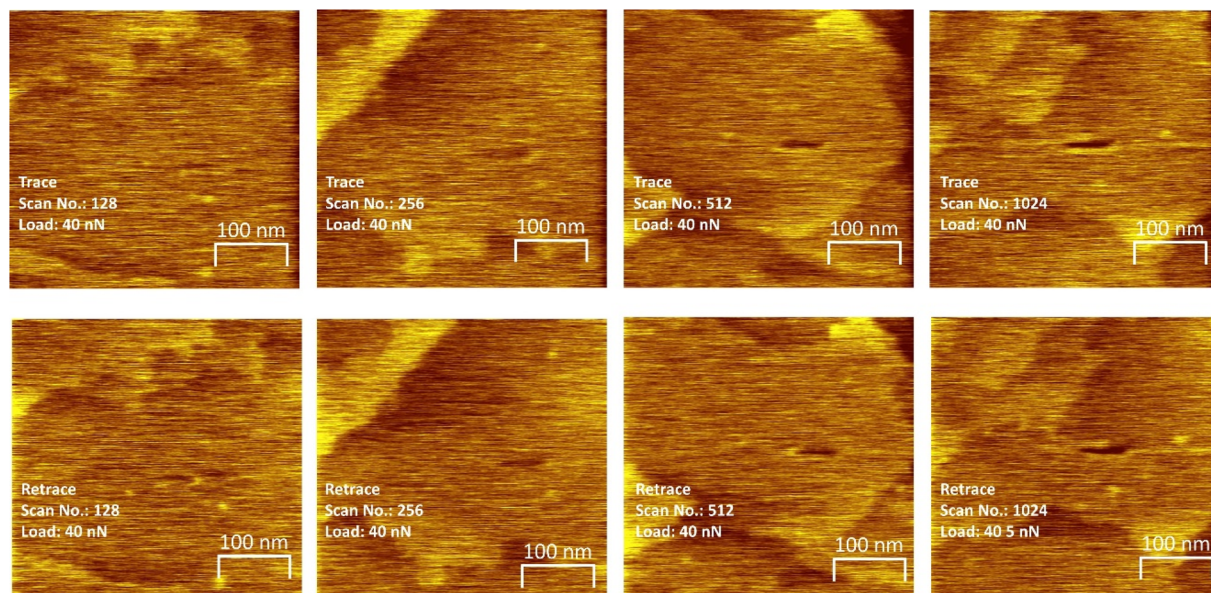 Trace
Scan No.: 128
Load: 40 nN
100 nm
Trace
Scan No.: 256
Load: 40 nN
100 nm
Trace
Scan No.: 512
Load: 40 nN
100 nm
Trace
Scan No.: 1024
Load: 40 nN
100 nm
Retrace
Scan No.: 128
Load: 40 nN
100 nm
Retrace
Scan No.: 256
Load: 40 nN
100 nm
Retrace
Scan No.: 512
Load: 40 nN
100 nm
Retrace
Scan No.: 1024
Load: 40 5 nN
100 nm